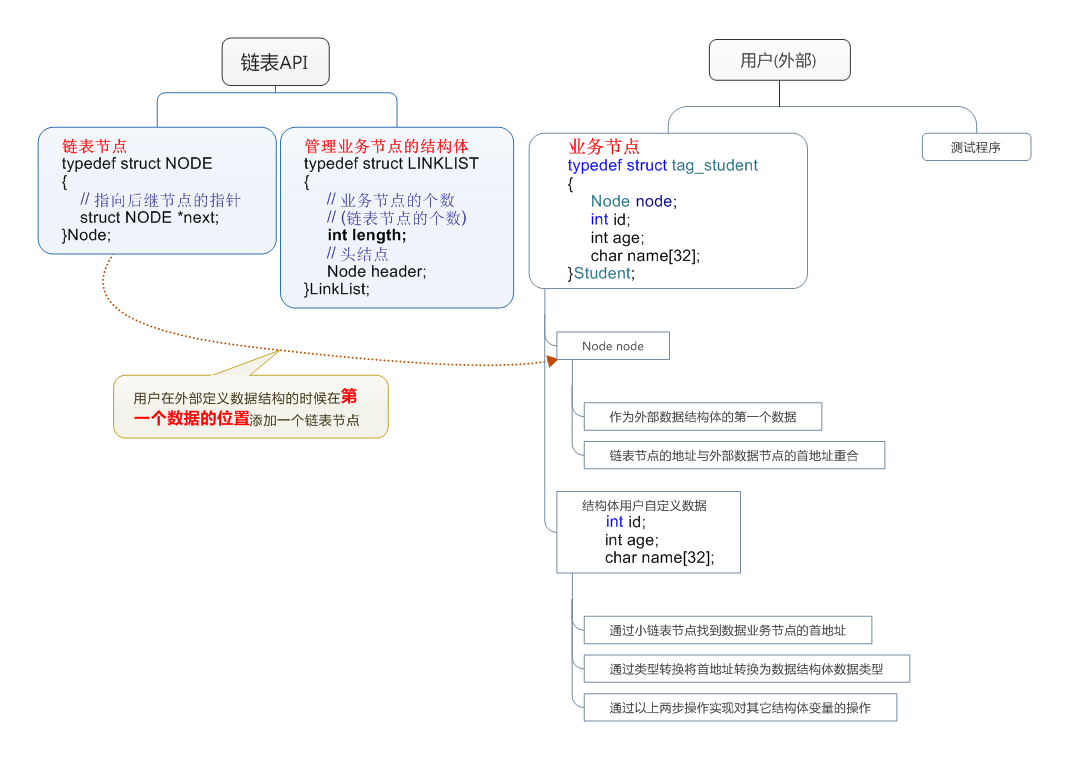 链表API
用户(外部)
链表节点
typedef struct NODE
{
// 指向后继节点的指针
struct NODE *next;
}Node;
管理业务节点的结构体
typedef struct LINKLIST
{
// 业务节点的个数
// (链表节点的个数)
int length;
// 头结点
Node header;
}LinkList;
业务节点
typedef struct tag_student
{
Node node;
int id;
int age;
char name[32];
}Student;
测试程序
用户在外部定义数据结构的时候在第
一个数据的位置添加一个链表节点
Node node
作为外部数据结构体的第一个数据
链表节点的地址与外部数据节点的首地址重合
结构体用户自定义数据
int id;
int age;
char name[32];
通过小链表节点找到数据业务节点的首地址
通过类型转换将首地址转换为数据结构体数据类型
通过以上两步操作实现对其它结构体变量的操作